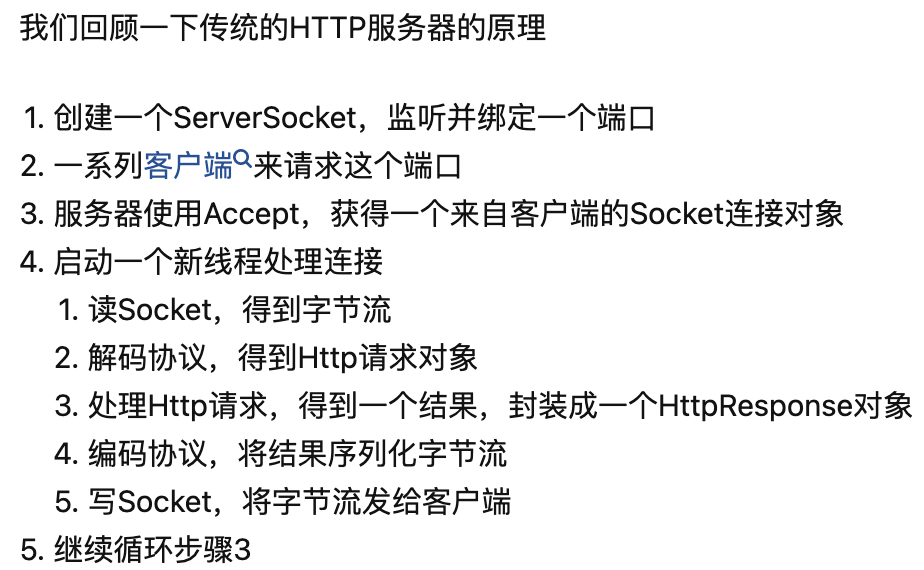 我们回顾一下传统的HTTP服务器的原理
1. 创建一个ServerSocket，监听并绑定一个端口
2. 一系列客户端来请求这个端口
3. 服务器使用Accept，获得一个来自客户端的Socket连接对象
4. 启动一个新线程处理连接
1. 读Socket，得到字节流
2. 解码协议，得到Http请求对象
3. 处理Http请求，得到一个结果，封装成一个HttpResponse对象
4. 编码协议，将结果序列化字节流
5. 写Socket，将字节流发给客户端
5. 继续循环步骤3